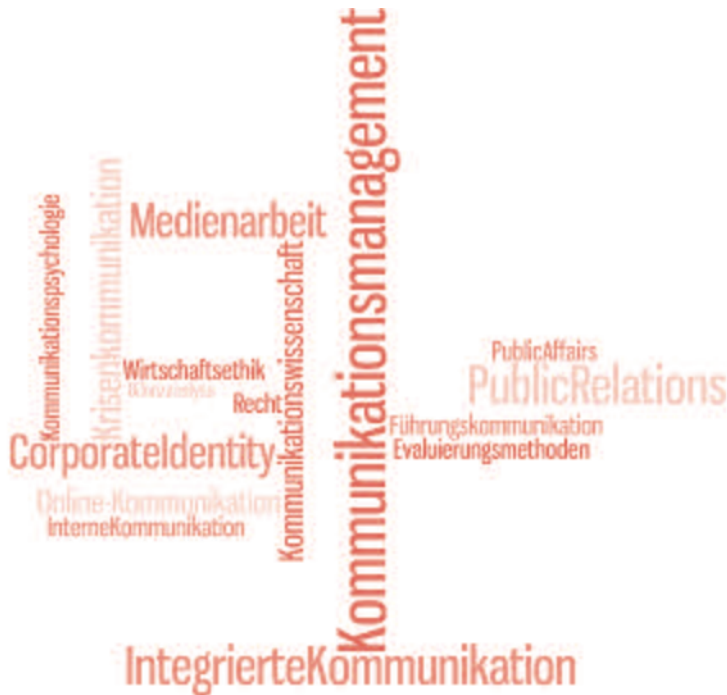 Kommunikationsmanagement
Kommunikationspsychologie
Krisenkommunikation
Medienarbeit
Kommunikationswissenschaft
Wirtschaftsethik
Recht
PublicAffairs
PublicRelations
Führungskommunikation
Evaluierungsmethoden
CorporateIdentity
Online-Kommunikation
InterneKommunikation
IntegrierteKommunikation